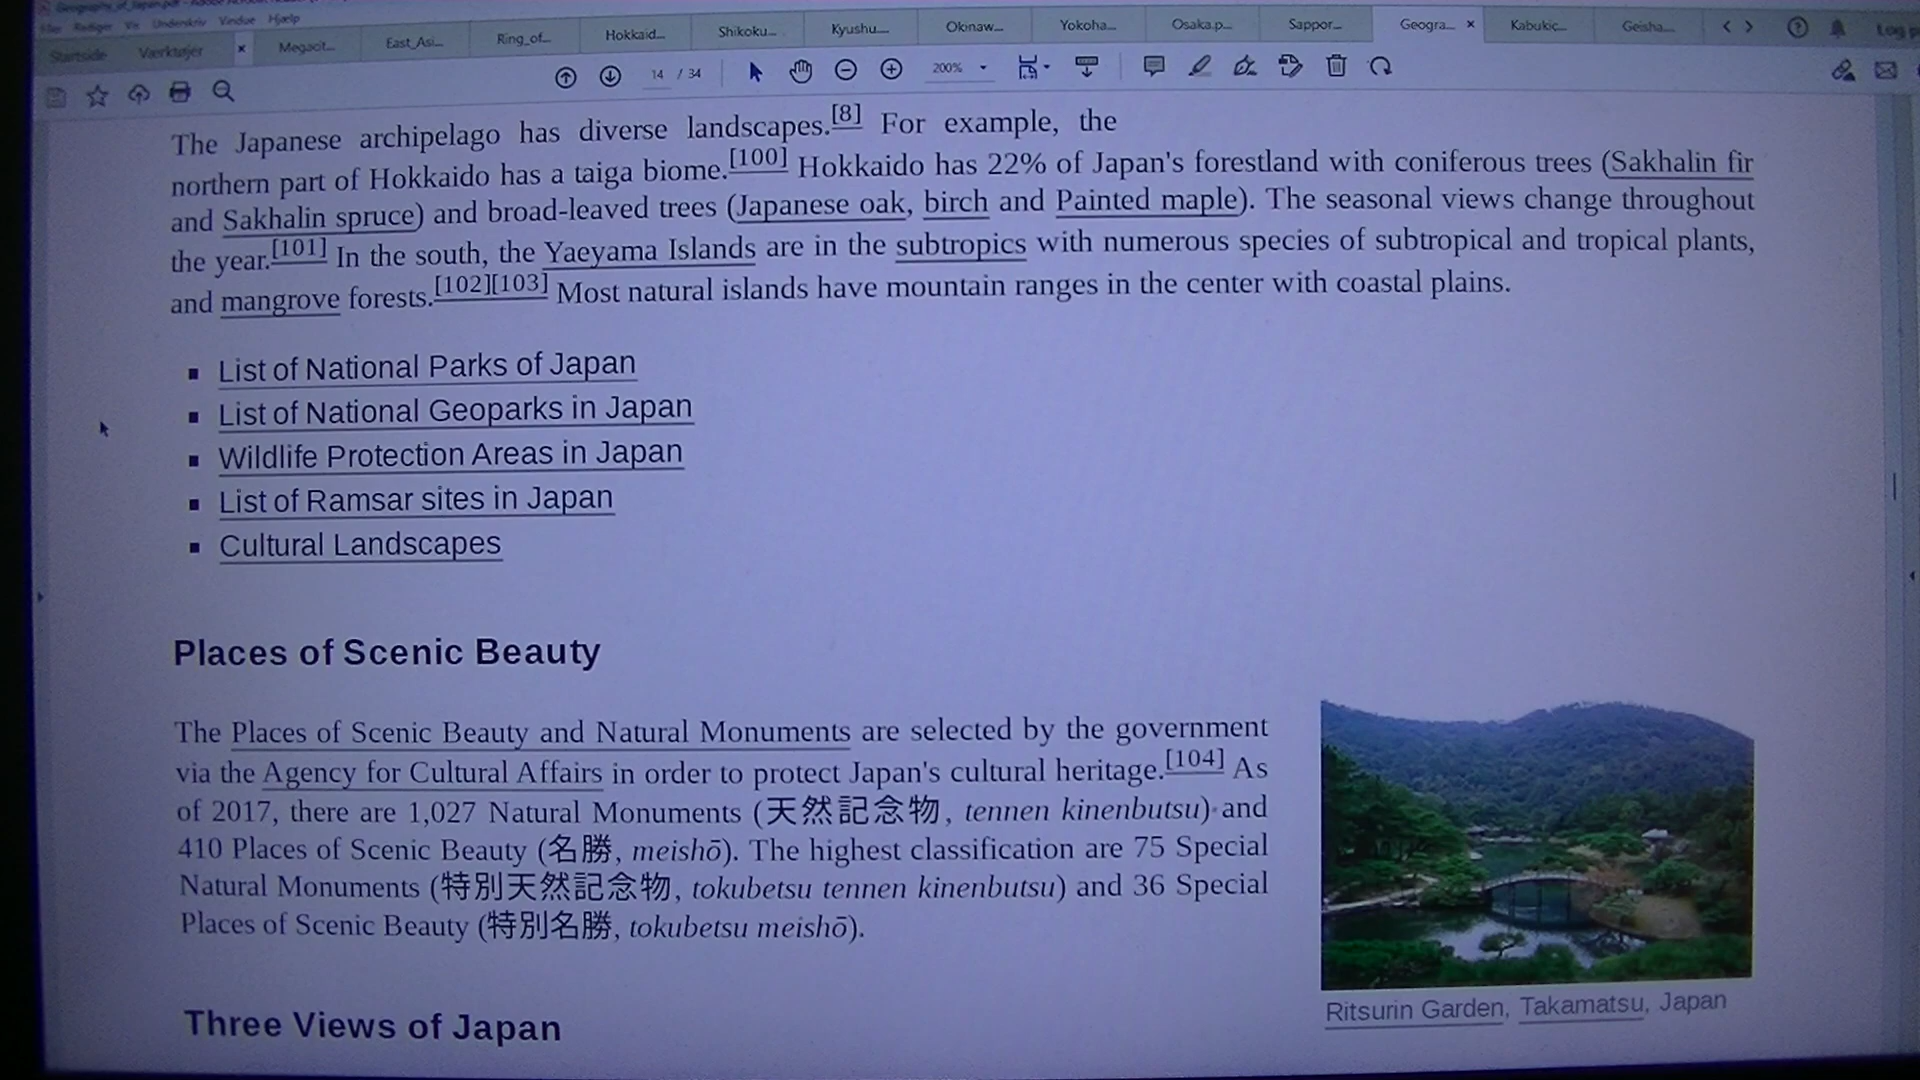 Rediger Vis Underskriv Vindue Hjælp
Startside Værktøjer Megacit... East_Asi... Ring_of... Hokkaid... Shikoku... Kyushu.... Okinaw... Yokoha... Osaka.p... Sappor... Geogra... Kabukic... Geisha...
14 / 34 200%
The Japanese archipelago has diverse landscapes.[8] For example, the
northern part of Hokkaido has a taiga biome.[100] Hokkaido has 22% of Japan's forestland with coniferous trees (Sakhalin fir
and Sakhalin spruce) and broad-leaved trees (Japanese oak, birch and Painted maple). The seasonal views change throughout
the year.[101] In the south, the Yaeyama Islands are in the subtropics with numerous species of subtropical and tropical plants,
and mangrove forests.[102][103] Most natural islands have mountain ranges in the center with coastal plains.
▪ List of National Parks of Japan
▪ List of National Geoparks in Japan
▪ Wildlife Protection Areas in Japan
▪ List of Ramsar sites in Japan
▪ Cultural Landscapes
Places of Scenic Beauty
The Places of Scenic Beauty and Natural Monuments are selected by the government
via the Agency for Cultural Affairs in order to protect Japan's cultural heritage.[104] As
of 2017, there are 1,027 Natural Monuments (天然記念物, tennen kinenbutsu) and
410 Places of Scenic Beauty (名勝, meishō). The highest classification are 75 Special
Natural Monuments (特別天然記念物, tokubetsu tennen kinenbutsu) and 36 Special
Places of Scenic Beauty (特別名勝, tokubetsu meishō).
Ritsurin Garden, Takamatsu, Japan
Three Views of Japan